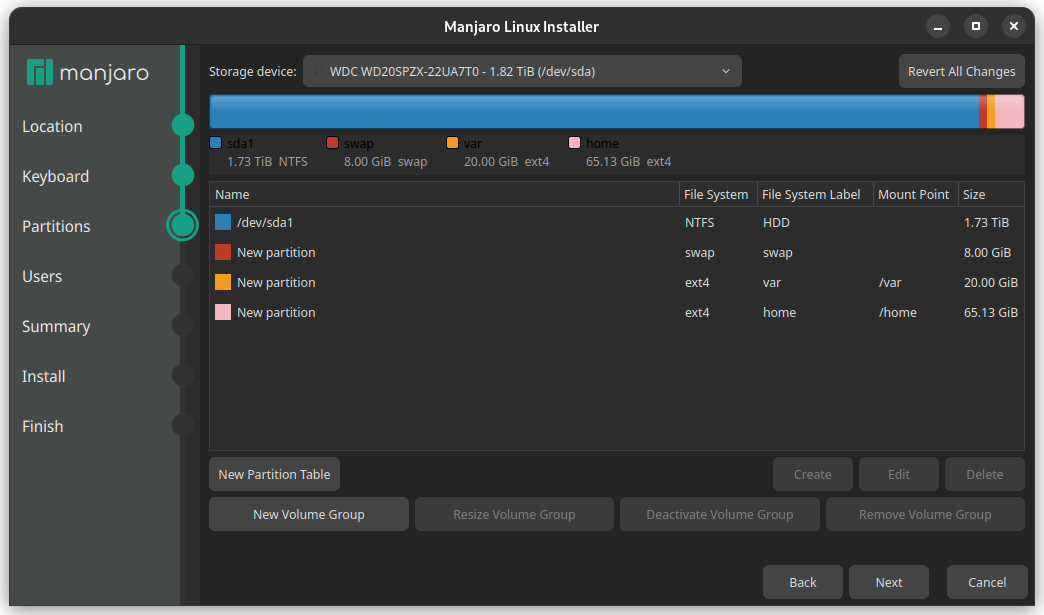 Manjaro Linux Installer
manjaro
Location
Keyboard
Partitions
Users
Summary
Install
Finish
Storage device: WDC WD20SPZX-22UA7T0 - 1.82 TiB (/dev/sda) Revert All Changes
sda1 swap var home
1.73 TiB NTFS 8.00 GiB swap 20.00 GiB ext4 65.13 GiB ext4
Name File System File System Label Mount Point Size
/dev/sda1 NTFS HDD 1.73 TiB
New partition swap swap 8.00 GiB
New partition ext4 var /var 20.00 GiB
New partition ext4 home /home 65.13 GiB
New Partition Table Create Edit Delete
New Volume Group Resize Volume Group Deactivate Volume Group Remove Volume Group
Back Next Cancel